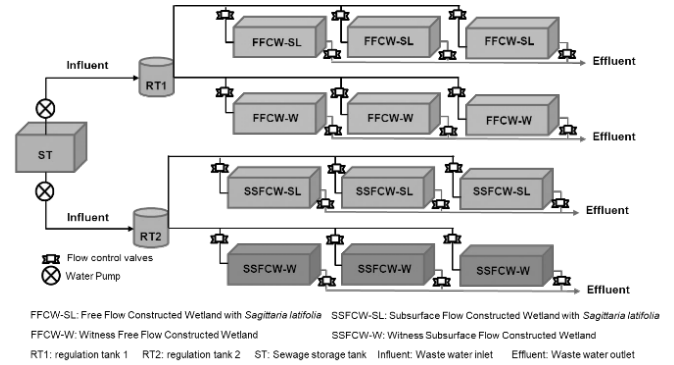 FFCW-SL FFCW-SL FFCW-SL
Influent Effluent
RT1
FFCW-W FFCW-W FFCW-W
Effluent
ST
SSFCW-SL SSFCW-SL SSFCW-SL
Influent Effluent
RT2
Flow control valves
SSFCW-W SSFCW-W SSFCW-W
Water Pump
Effluent
FFCW-SL: Free Flow Constructed Wetland with Sagittaria latifolia SSFCW-SL: Subsurface Flow Constructed Wetland with Sagittaria latifolia
FFCW-W: Witness Free Flow Constructed Wetland SSFCW-W: Witness Subsurface Flow Constructed Wetland
RT1: regulation tank 1 RT2: regulation tank 2 ST: Sewage storage tank Influent: Waste water inlet Effluent: Waste water outlet